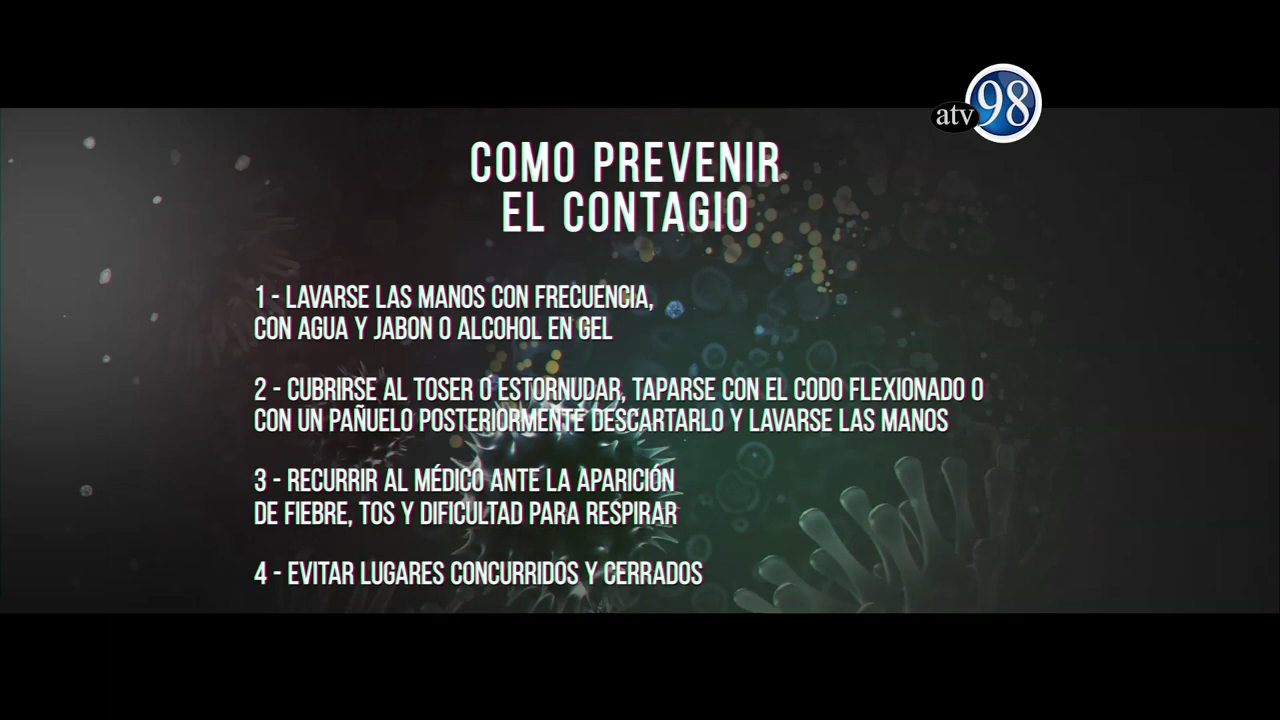 atv 98
COMO PREVENIR
EL CONTAGIO
1 - LAVARSE LAS MANOS CON FRECUENCIA,
CON AGUA Y JABON O ALCOHOL EN GEL
2 - CUBRIRSE AL TOSER O ESTORNUDAR, TAPARSE CON EL CODO FLEXIONADO O
CON UN PAÑUELO POSTERIORMENTE DESCARTARLO Y LAVARSE LAS MANOS
3 - RECURRIR AL MÉDICO ANTE LA APARICIÓN
DE FIEBRE, TOS Y DIFICULTAD PARA RESPIRAR
4 - EVITAR LUGARES CONCURRIDOS Y CERRADOS